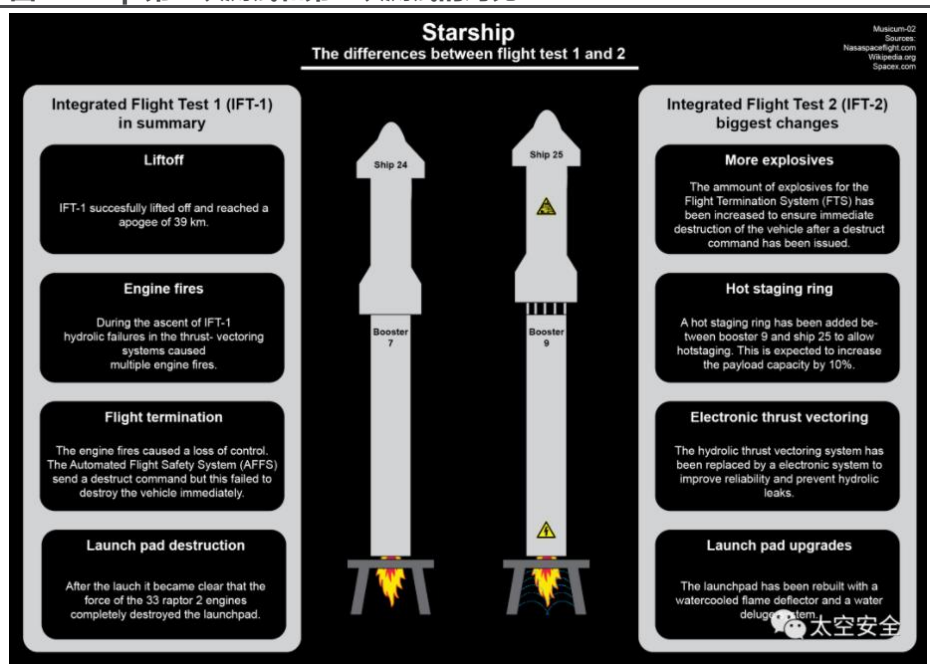 Starship
The differences between flight test 1 and 2
Musicum-02
Sources:
Nasaspaceflight.com
Wikipedia.org
Spacex.com
Integrated Flight Test 1 (IFT-1)
in summary
Liftoff
IFT-1 succesfully lifted off and reached a
apogee of 39 km.
Engine fires
During the ascent of IFT-1
hydrolic failures in the thrust- vectoring
systems caused
multiple engine fires.
Flight termination
The engine fires caused a loss of control.
The Automated Flight Safety System (AFFS)
send a destruct command but this failed to
destroy the vehicle immediately.
Launch pad destruction
After the lauch it became clear that the
force of the 33 raptor 2 engines
completely destroyed the launchpad.
Ship 24
Booster
7
Ship 25
Booster
9
Integrated Flight Test 2 (IFT-2)
biggest changes
More explosives
The ammount of explosives for the
Flight Termination System (FTS) has
been increased to ensure immediate
destruction of the vehicle after a destruct
command has been issued.
Hot staging ring
A hot staging ring has been added be-
tween booster 9 and ship 25 to allow
hotstaging. This is expected to increase
the payload capacity by 10%.
Electronic thrust vectoring
The hydrolic thrust vectoring system has
been replaced by a electronic system to
improve reliability and prevent hydrolic
leaks.
Launch pad upgrades
The launchpad has been rebuilt with a
watercooled flame deflector and a water
deluge
太空安全